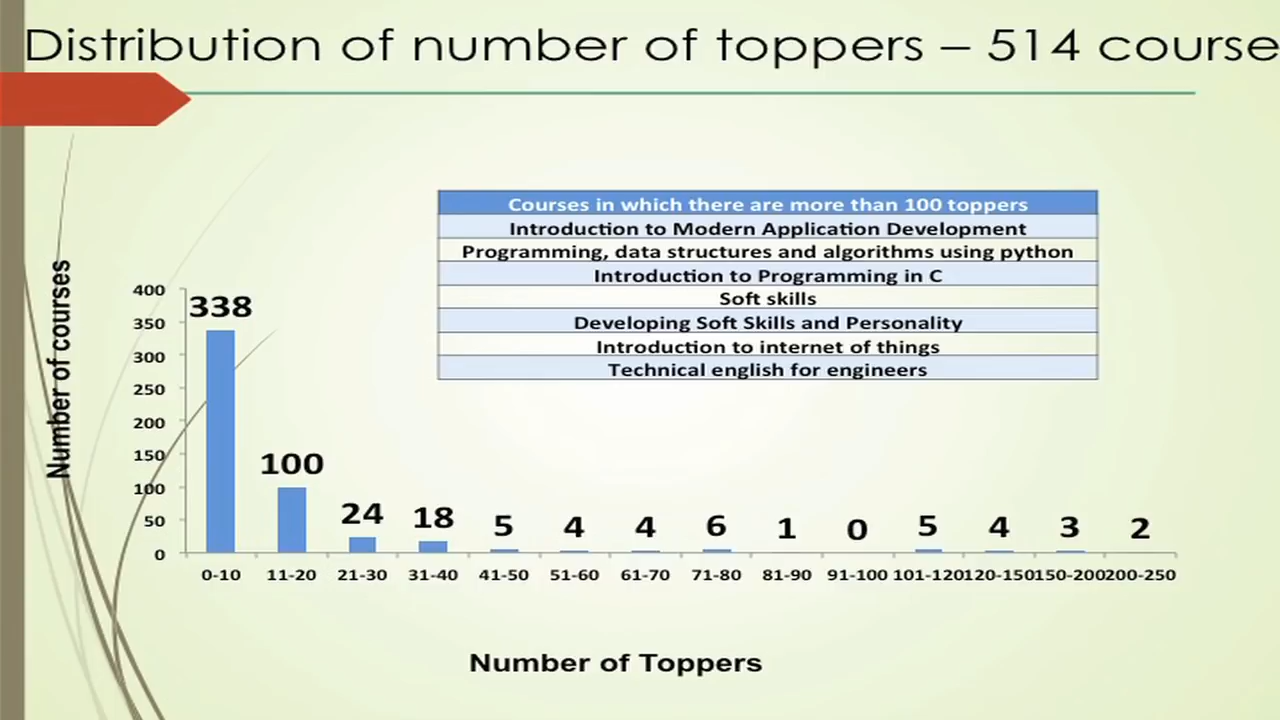 Distribution of number of toppers – 514 course
Courses in which there are more than 100 toppers
Introduction to Modern Application Development
Programming, data structures and algorithms using python
Introduction to Programming in C
Soft skills
Developing Soft Skills and Personality
Introduction to internet of things
Technical english for engineers
Number of courses
400
350
300
250
200
150
100
50
0
338
100
24
18
5
4
4
6
1
0
5
4
3
2
0-10 11-20 21-30 31-40 41-50 51-60 61-70 71-80 81-90 91-100 101-120 120-150 150-200 200-250
Number of Toppers